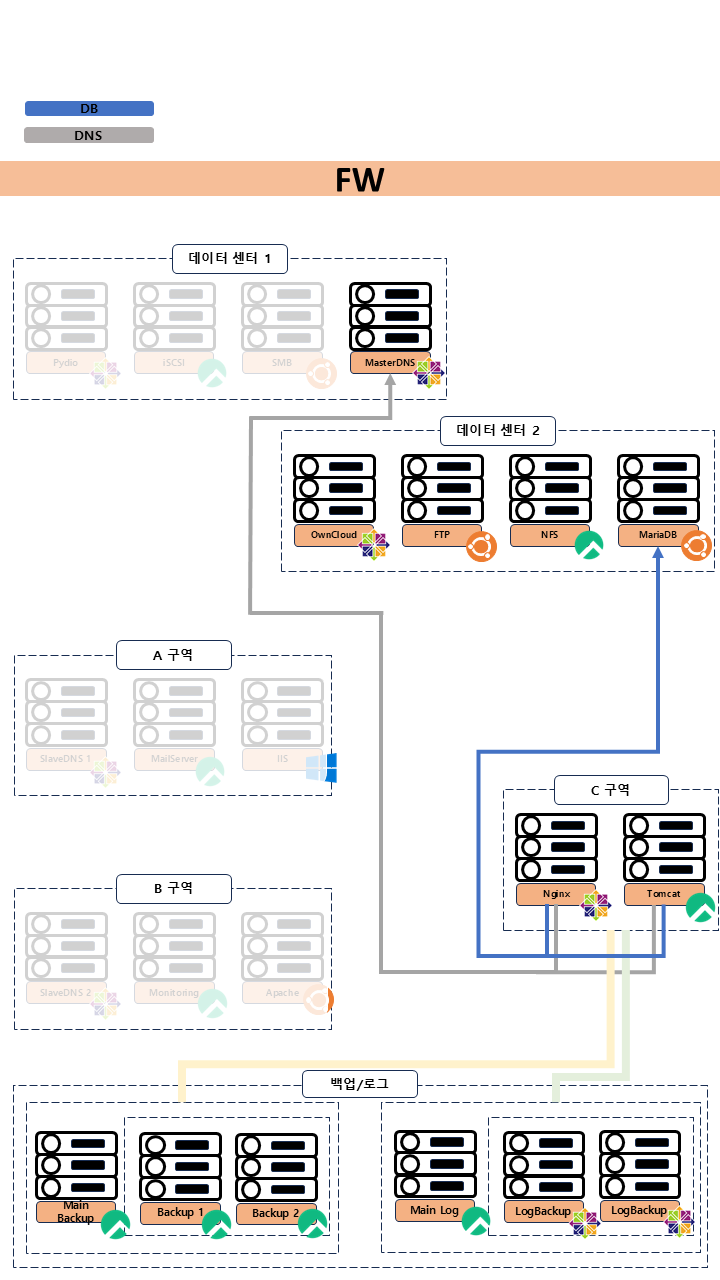 DB
DNS
FW
데이터 센터 1
Pydio
iSCSI
SMB
MasterDNS
데이터 센터 2
OwnCloud
FTP
NFS
MariaDB
A 구역
SlaveDNS 1
MailServer
IIS
C 구역
Nginx
Tomcat
B 구역
SlaveDNS 2
Monitoring
Apache
백업/로그
Main
Backup
Backup 1
Backup 2
Main Log
LogBackup
LogBackup